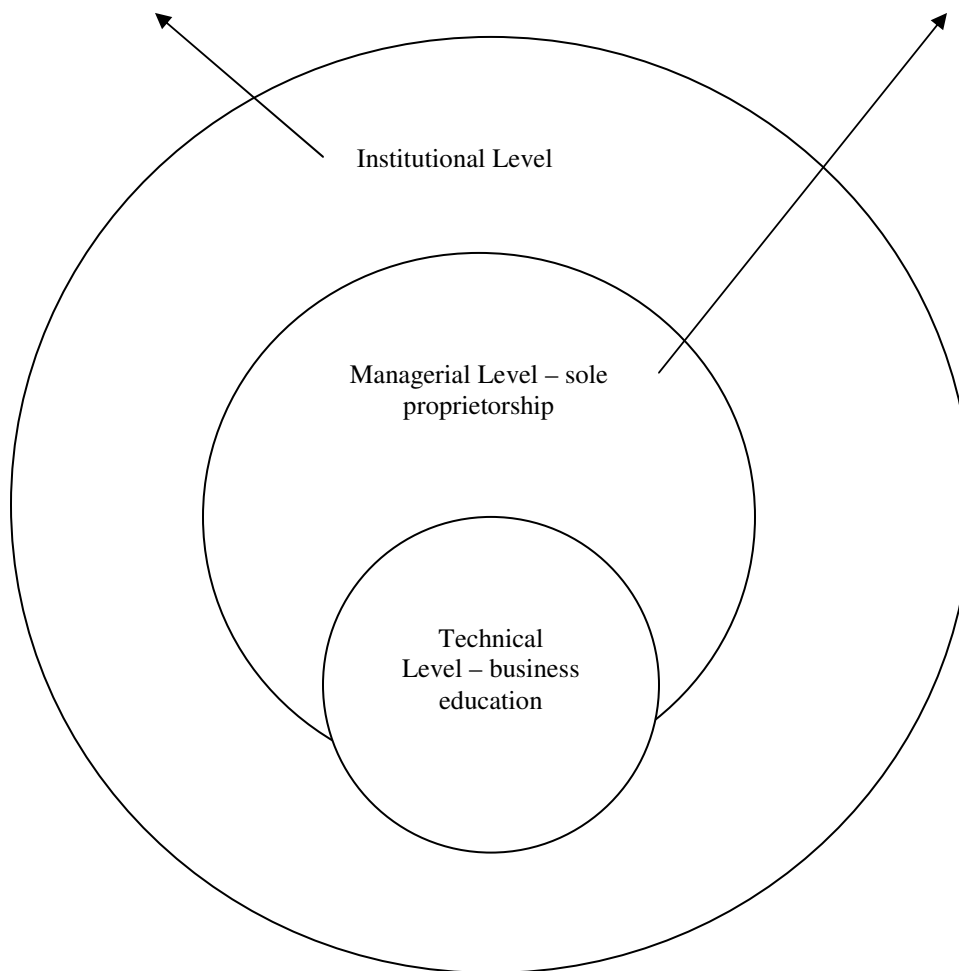 Institutional Level
Managerial Level – sole
proprietorship
Technical
Level – business
education